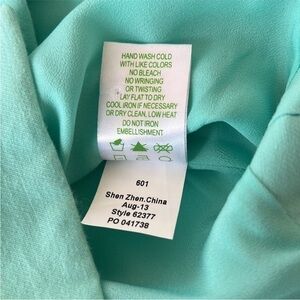 HAND WASH COLD
WITH LIKE COLORS
NO BLEACH
NO WRINGING
OR TWISTING
LAY FLAT TO DRY
COOL IRON IF NECESSARY
OR DRY CLEAN, LOW HEAT
DO NOT IRON
EMBELLISHMENT
601
Shen Zhen.China
Aug-13
Style 62377
PO 041738